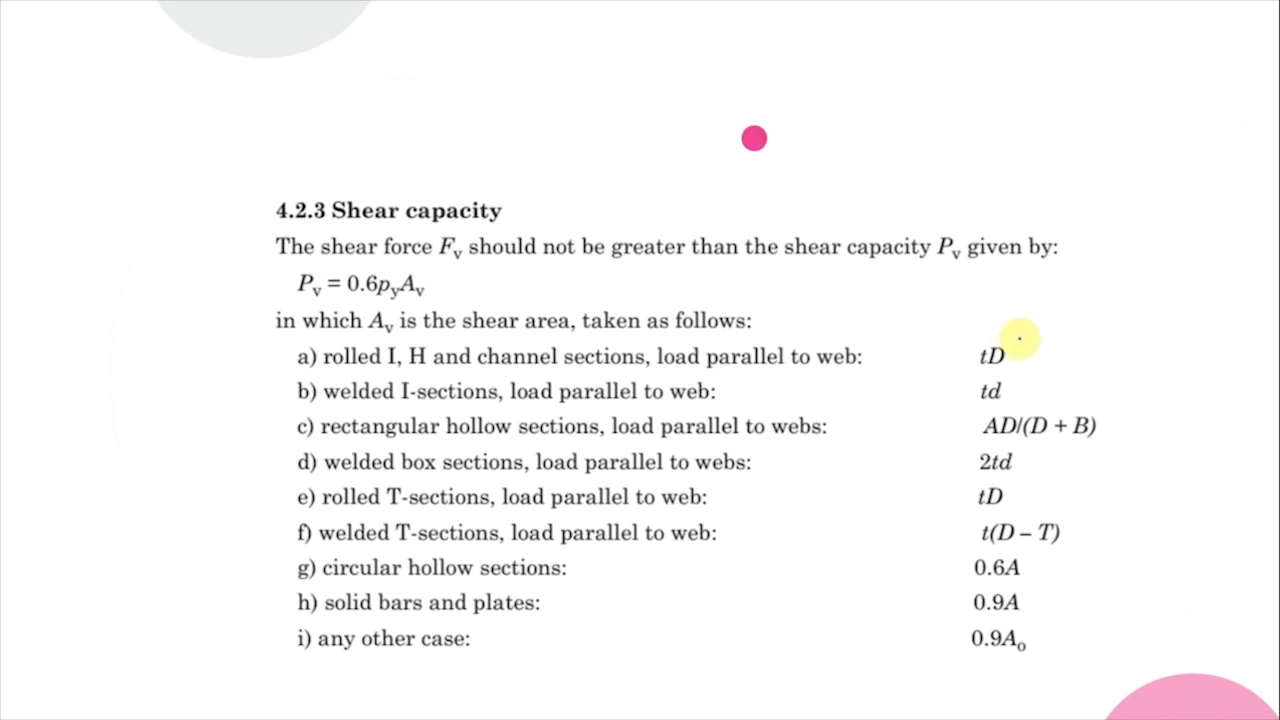 4.2.3 Shear capacity
The shear force Fv should not be greater than the shear capacity Pv given by:
Pv = 0.6pyAv
in which Av is the shear area, taken as follows:
a) rolled I, H and channel sections, load parallel to web: tD
b) welded I-sections, load parallel to web: td
c) rectangular hollow sections, load parallel to webs: AD/(D + B)
d) welded box sections, load parallel to webs: 2td
e) rolled T-sections, load parallel to web: tD
f) welded T-sections, load parallel to web: t(D – T)
g) circular hollow sections: 0.6A
h) solid bars and plates: 0.9A
i) any other case: 0.9Ao